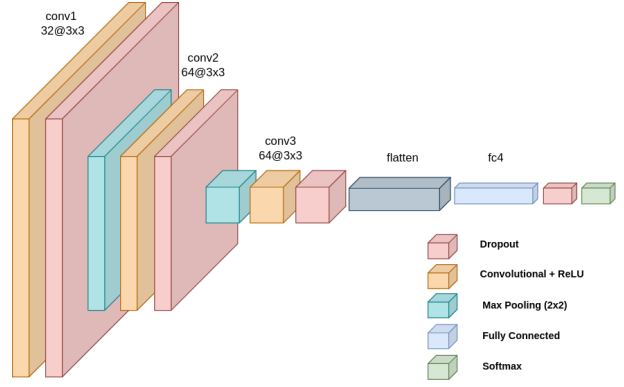 conv1
32@3x3
conv2
64@3x3
conv3
64@3x3
flatten
fc4
Dropout
Convolutional + ReLU
Max Pooling (2x2)
Fully Connected
Softmax